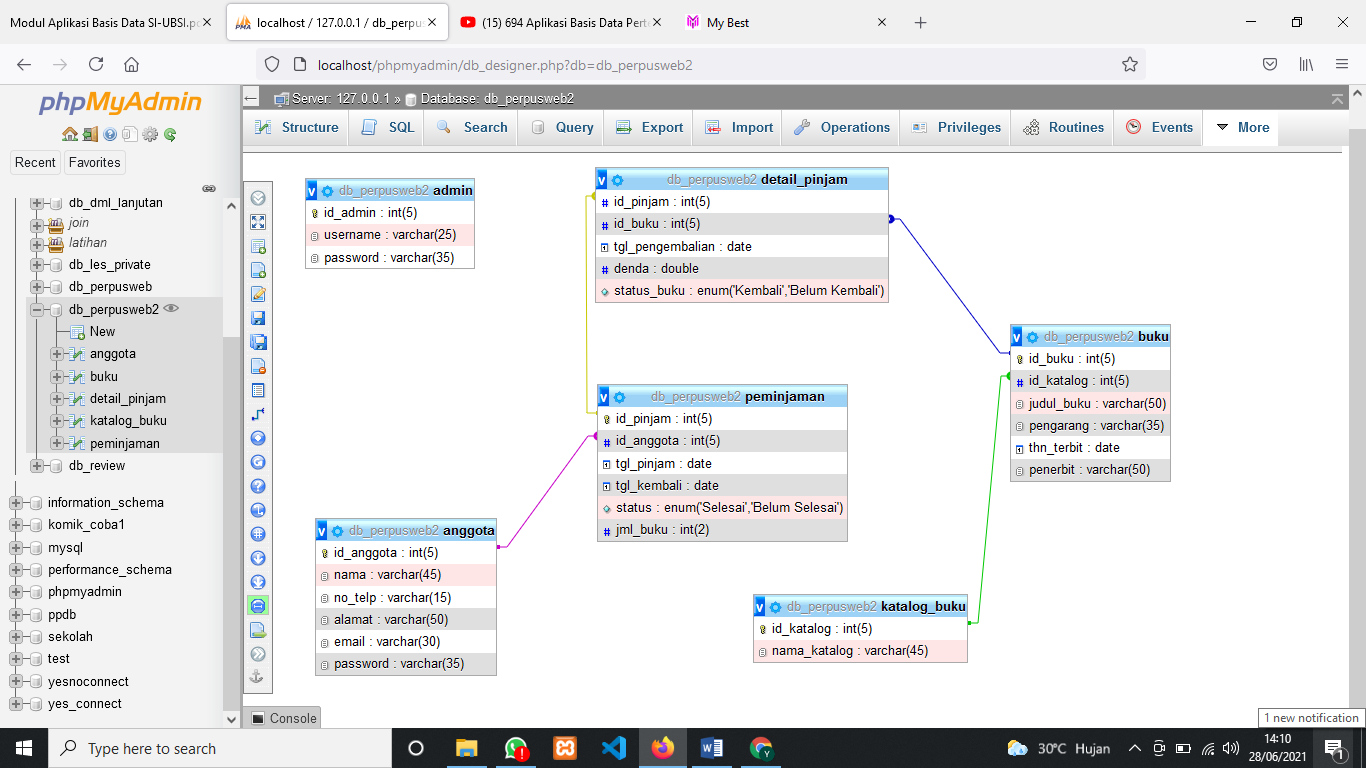 Modul Aplikasi Basis Data SI-UBSI.pc
localhost / 127.0.0.1 / db_perpus
(15) 694 Aplikasi Basis Data Perte
My Best
localhost/phpmyadmin/db_designer.php?db=db_perpusweb2
phpMyAdmin
Recent
Favorites
db_dml_lanjutan
join
latihan
db_les_private
db_perpusweb
db_perpusweb2
New
anggota
buku
detail_pinjam
katalog_buku
peminjaman
db_review
information_schema
komik_coba1
mysql
performance_schema
phpmyadmin
ppdb
sekolah
test
yesnoconnect
yes_connect
Server: 127.0.0.1 » Database: db_perpusweb2
Structure
SQL
Search
Query
Export
Import
Operations
Privileges
Routines
Events
More
db_perpusweb2 admin
id_admin : int(5)
username : varchar(25)
password : varchar(35)
db_perpusweb2 detail_pinjam
id_pinjam : int(5)
id_buku : int(5)
tgl_pengembalian : date
denda : double
status_buku : enum('Kembali','Belum Kembali')
db_perpusweb2 buku
id_buku : int(5)
id_katalog : int(5)
judul_buku : varchar(50)
pengarang : varchar(35)
thn_terbit : date
penerbit : varchar(50)
db_perpusweb2 peminjaman
id_pinjam : int(5)
id_anggota : int(5)
tgl_pinjam : date
tgl_kembali : date
status : enum('Selesai','Belum Selesai')
jml_buku : int(2)
db_perpusweb2 anggota
id_anggota : int(5)
nama : varchar(45)
no_telp : varchar(15)
alamat : varchar(50)
email : varchar(30)
password : varchar(35)
db_perpusweb2 katalog_buku
id_katalog : int(5)
nama_katalog : varchar(45)
Console
1 new notification
Type here to search
30°C Hujan
14:10
28/06/2021
1